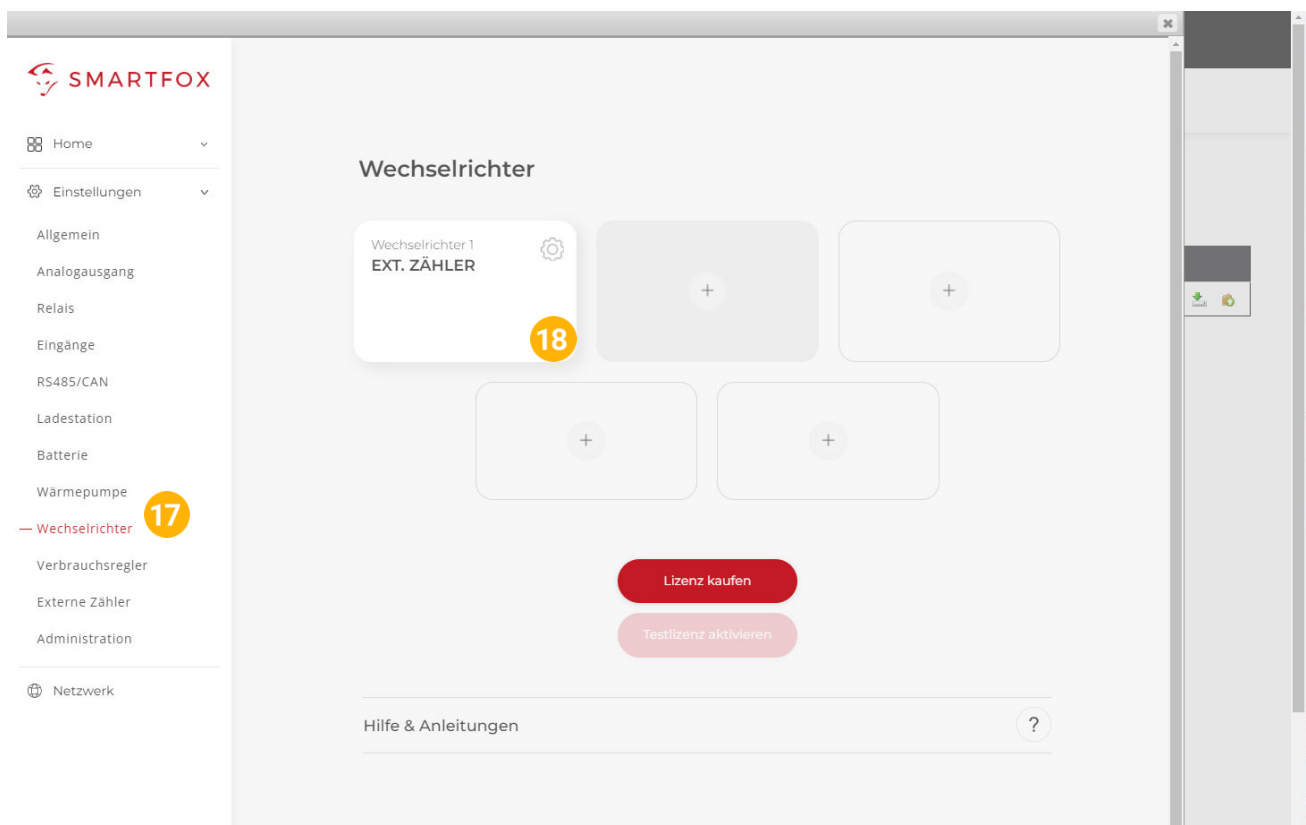 SMARTFOX
Home
Einstellungen
Allgemein
Analogausgang
Relais
Eingänge
RS485/CAN
Ladestation
Batterie
Wärmepumpe
17
Wechselrichter
Verbrauchsregler
Externe Zähler
Administration
Netzwerk
Wechselrichter
Wechselrichter 1
EXT. ZÄHLER
18
+
+
+
+
Lizenz kaufen
Testlizenz aktivieren
Hilfe & Anleitungen
?